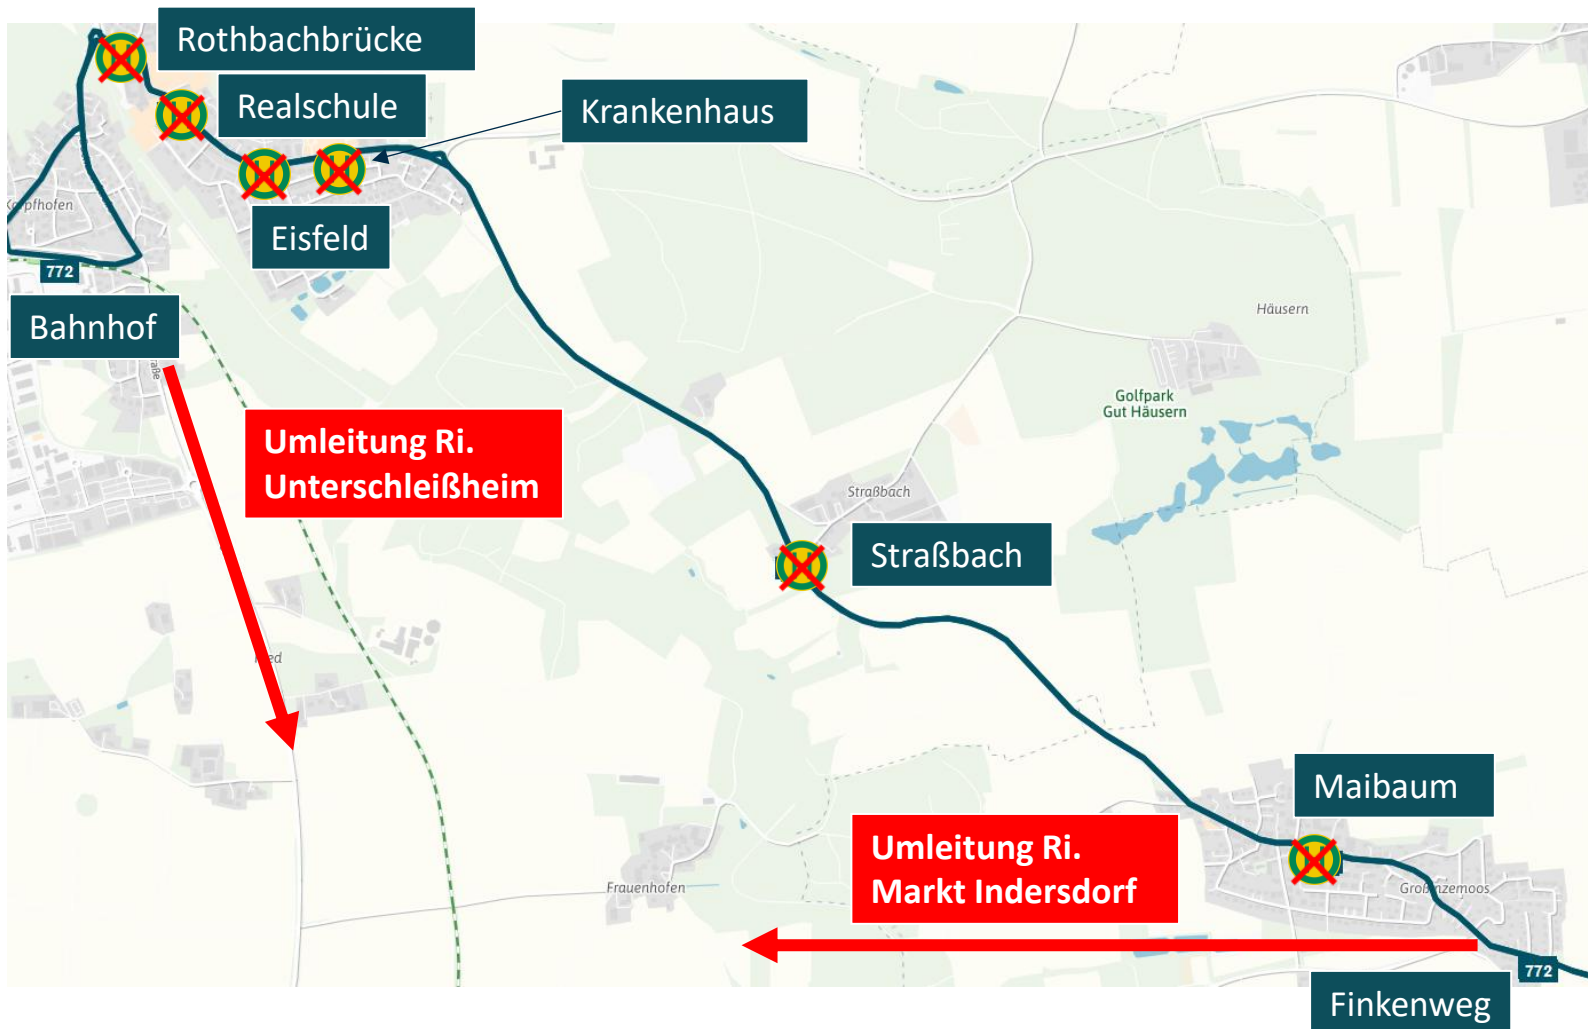 Rothbachbrücke
Realschule
Krankenhaus
Eisfeld
772
Bahnhof
Umleitung Ri.
Unterschleißheim
Häusern
Golfpark
Gut Häusern
Straßbach
Straßbach
Maibaum
Umleitung Ri.
Markt Indersdorf
Frauenhofen
772
Finkenweg
H
H
H
H
H
H